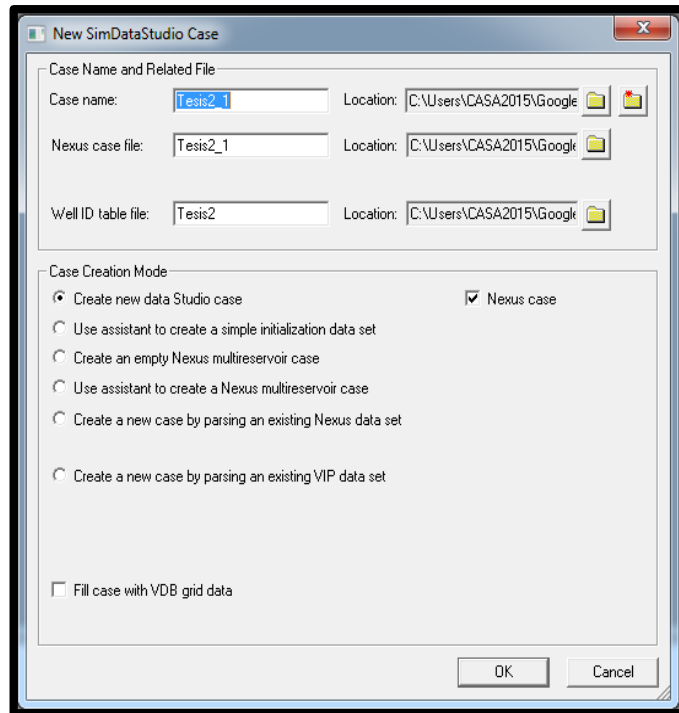 New SimDataStudio Case
Case Name and Related File
Case name: Tesis2_1 Location: C:\Users\CASA2015\Google
Nexus case file: Tesis2_1 Location: C:\Users\CASA2015\Google
Well ID table file: Tesis2 Location: C:\Users\CASA2015\Google
Case Creation Mode
Create new data Studio case Nexus case
Use assistant to create a simple initialization data set
Create an empty Nexus multireservoir case
Use assistant to create a Nexus multireservoir case
Create a new case by parsing an existing Nexus data set
Create a new case by parsing an existing VIP data set
Fill case with VDB grid data
OK Cancel